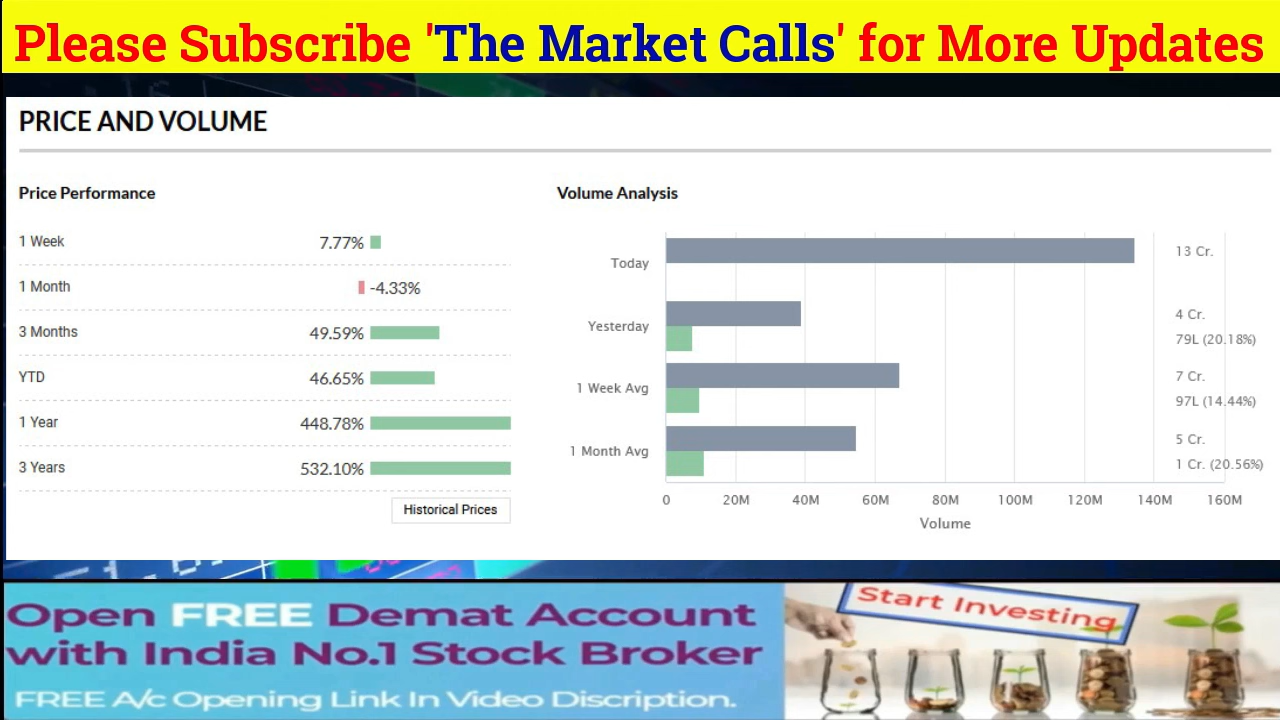 Please Subscribe 'The Market Calls' for More Updates
PRICE AND VOLUME
Price Performance
1 Week 7.77%
1 Month -4.33%
3 Months 49.59%
YTD 46.65%
1 Year 448.78%
3 Years 532.10%
Historical Prices
Volume Analysis
Today 13 Cr.
Yesterday 4 Cr.
79L (20.18%)
1 Week Avg 7 Cr.
97L (14.44%)
1 Month Avg 5 Cr.
1 Cr. (20.56%)
0 20M 40M 60M 80M 100M 120M 140M 160M
Volume
Open FREE Demat Account
with India No.1 Stock Broker
FREE A/c Opening Link In Video Discription.
Start Investing